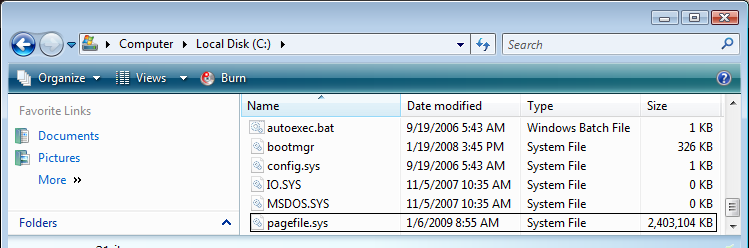 Computer Local Disk (C:) Search
Organize Views Burn
Favorite Links
Documents
Pictures
More
Folders
Name Date modified Type Size
autoexec.bat 9/19/2006 5:43 AM Windows Batch File 1 KB
bootmgr 1/19/2008 3:45 PM System File 326 KB
config.sys 9/19/2006 5:43 AM System File 1 KB
IO.SYS 11/5/2007 10:35 AM System File 0 KB
MSDOS.SYS 11/5/2007 10:35 AM System File 0 KB
pagefile.sys 1/6/2009 8:55 AM System File 2,403,104 KB